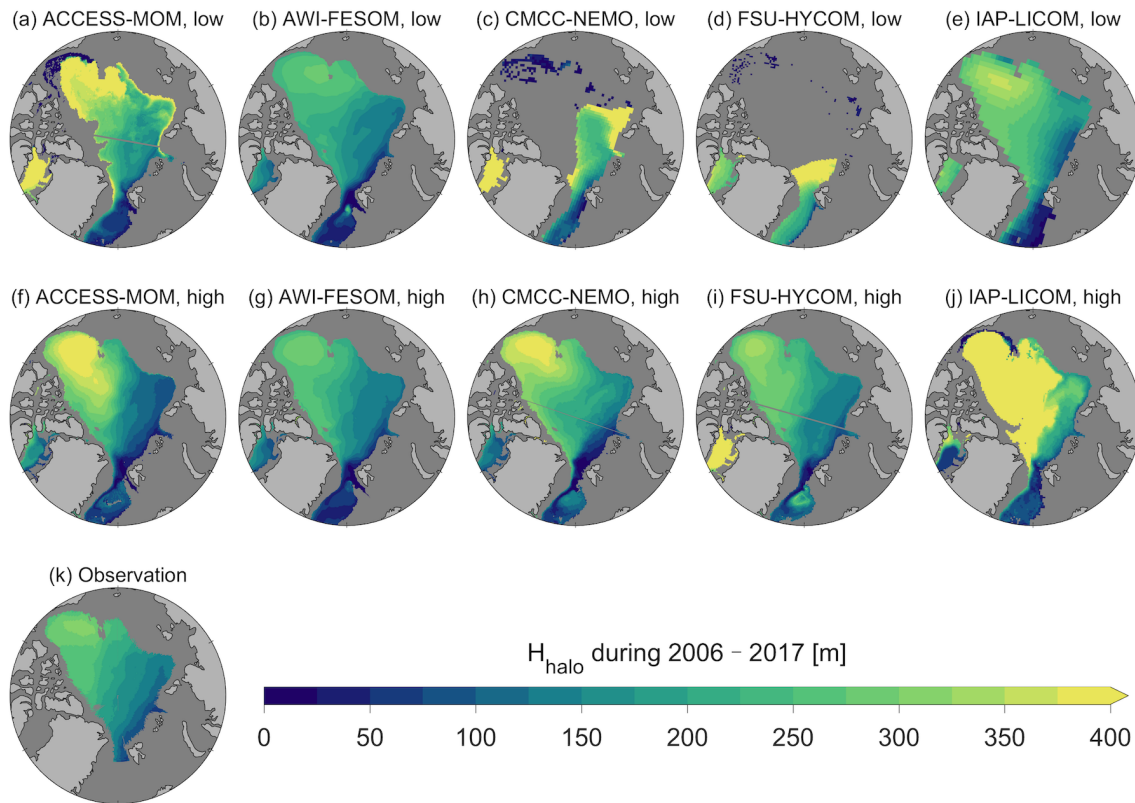 (a) ACCESS-MOM, low
(b) AWI-FESOM, low
(c) CMCC-NEMO, low
(d) FSU-HYCOM, low
(e) IAP-LICOM, low
(f) ACCESS-MOM, high
(g) AWI-FESOM, high
(h) CMCC-NEMO, high
(i) FSU-HYCOM, high
(j) IAP-LICOM, high
(k) Observation
H_halo during 2006 – 2017 [m]
0 50 100 150 200 250 300 350 400